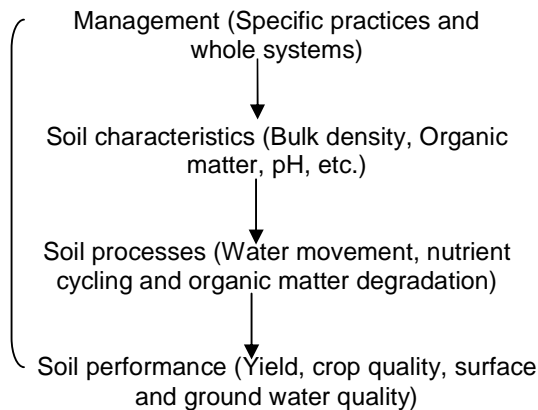 Management (Specific practices and
whole systems)
Soil characteristics (Bulk density, Organic
matter, pH, etc.)
Soil processes (Water movement, nutrient
cycling and organic matter degradation)
Soil performance (Yield, crop quality, surface
and ground water quality)